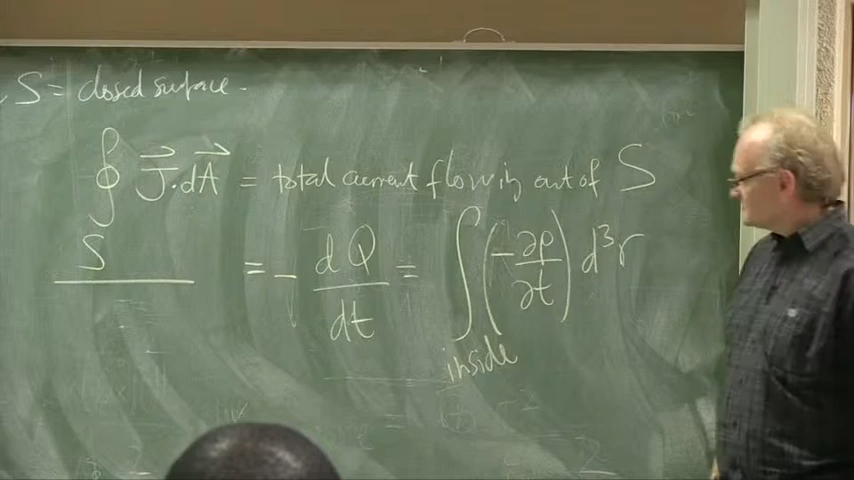 S = closed surface.
∮ J⃗·dA⃗ = total current flowing out of S
S
= - dQ/dt = ∫ (-∂ρ/∂t) d³r
inside